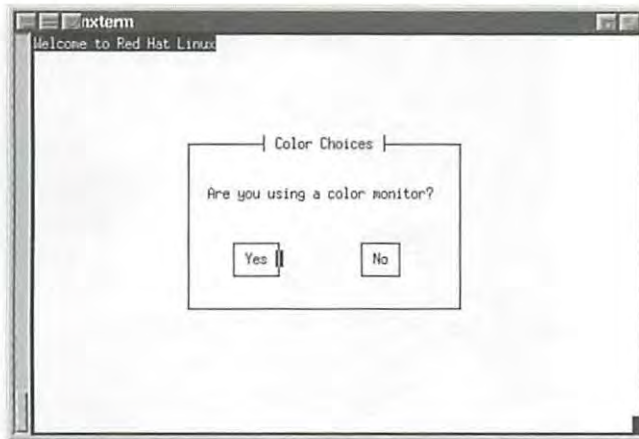 nxterm
Welcome to Red Hat Linux
Color Choices
Are you using a color monitor?
Yes
No